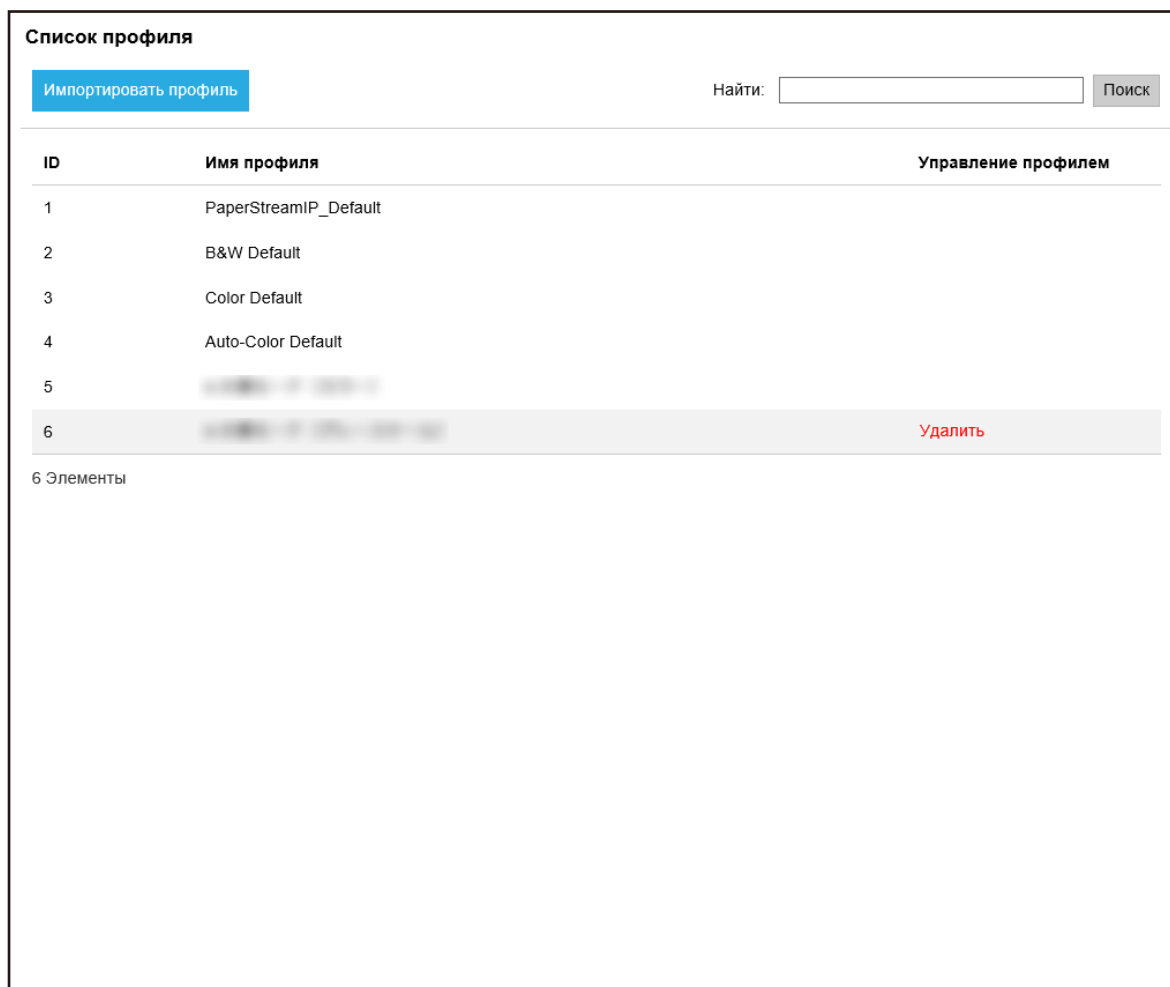 Список профиля
Импортировать профиль Найти: Поиск
ID Имя профиля Управление профилем
1 PaperStreamIP_Default
2 B&W Default
3 Color Default
4 Auto-Color Default
5
6 Удалить
6 Элементы